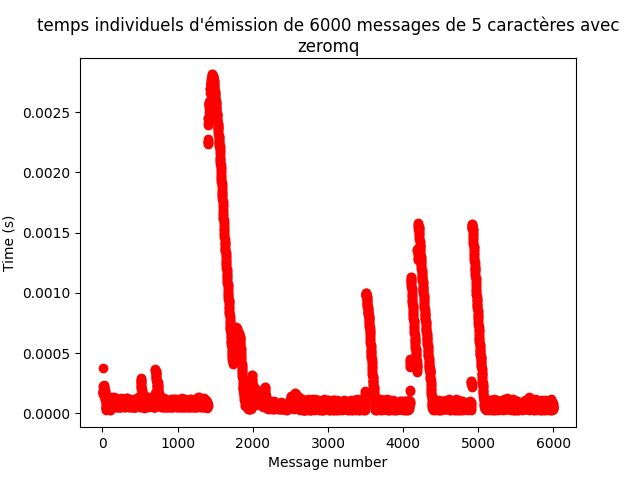 temps individuels d'émission de 6000 messages de 5 caractères avec
zeromq
0.0025
0.0020
0.0015
0.0010
0.0005
0.0000
Time (s)
0 1000 2000 3000 4000 5000 6000
Message number